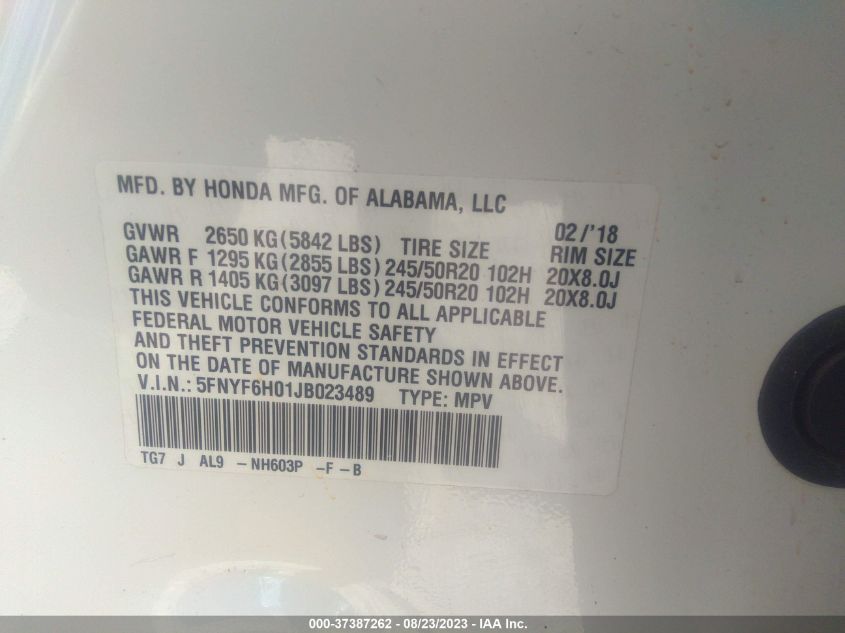 MFD. BY HONDA MFG. OF ALABAMA, LLC
02/'18
GVWR 2650 KG(5842 LBS) TIRE SIZE RIM SIZE
GAWR F 1295 KG(2855 LBS)245/50R20 102H 20X8.0J
GAWR R 1405 KG(3097 LBS)245/50R20 102H 20X8.0J
THIS VEHICLE CONFORMS TO ALL APPLICABLE
FEDERAL MOTOR VEHICLE SAFETY
AND THEFT PREVENTION STANDARDS IN EFFECT
ON THE DATE OF MANUFACTURE SHOWN ABOVE.
V.I.N.: 5FNYF6H01JB023489 TYPE: MPV
TG7 J AL9 - NH603P - F - B
000-37387262 - 08/23/2023 - IAA Inc.